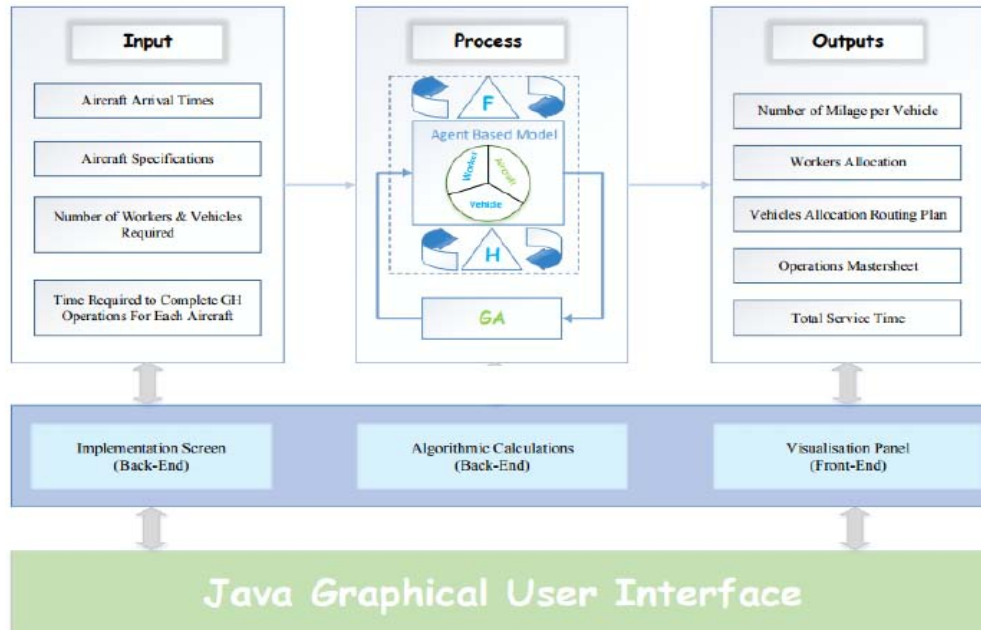 Input
Aircraft Arrival Times
Aircraft Specifications
Number of Workers & Vehicles
Required
Time Required to Complete GH
Operations For Each Aircraft
Process
F
Agent Based Model
Worker
Aircraft
Vehicle
H
GA
Outputs
Number of Milage per Vehicle
Workers Allocation
Vehicles Allocation Routing Plan
Operations Mastersheet
Total Service Time
Implementation Screen
(Back-End)
Algorithmic Calculations
(Back-End)
Visualisation Panel
(Front-End)
Java Graphical User Interface